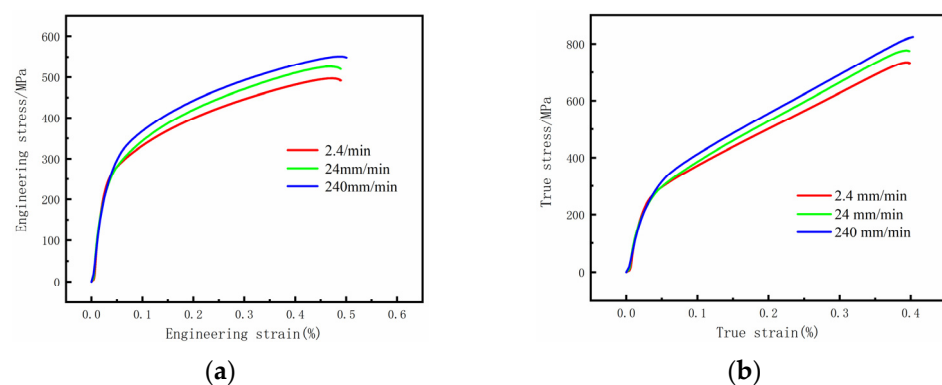 600
500
400
300
200
100
0
Engineering stress/MPa
2.4/min
24mm/min
240mm/min
0.0 0.1 0.2 0.3 0.4 0.5 0.6
Engineering strain(%)
(a)
800
600
400
200
0
True stress/MPa
2.4 mm/min
24 mm/min
240 mm/min
0.0 0.1 0.2 0.3 0.4
True strain(%)
(b)